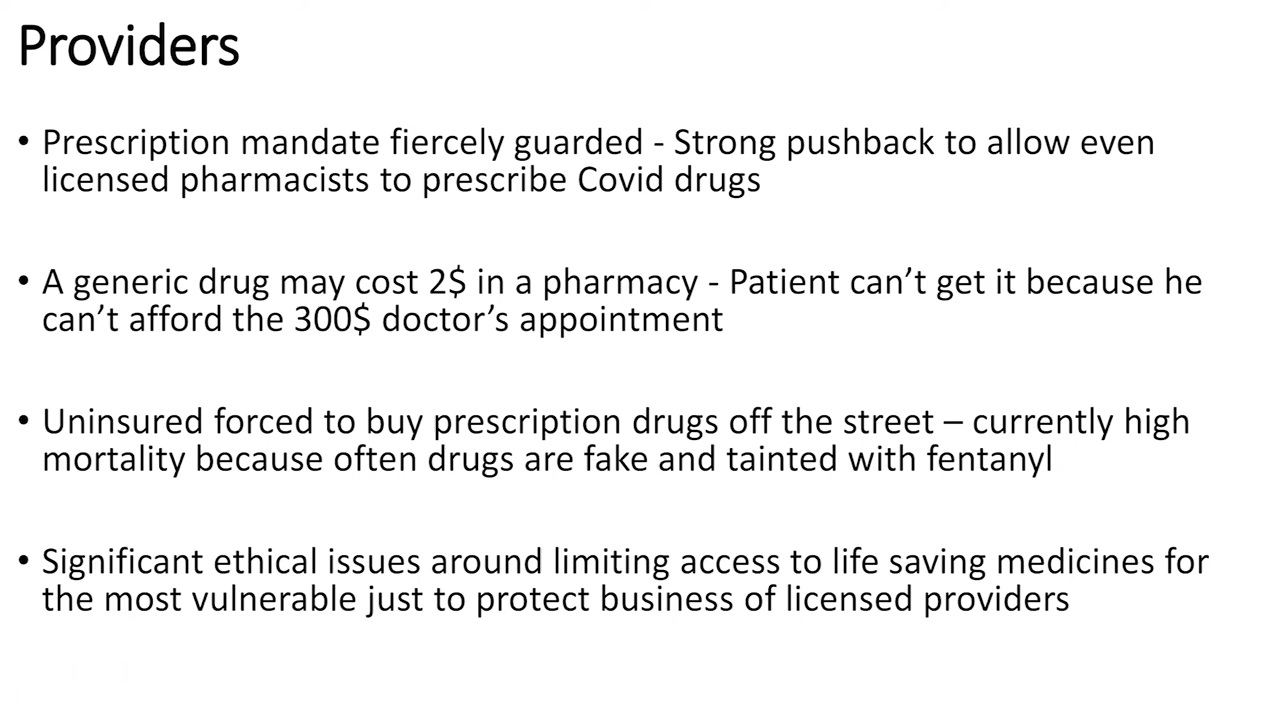 Providers
• Prescription mandate fiercely guarded - Strong pushback to allow even
licensed pharmacists to prescribe Covid drugs
• A generic drug may cost 2$ in a pharmacy - Patient can’t get it because he
can’t afford the 300$ doctor’s appointment
• Uninsured forced to buy prescription drugs off the street – currently high
mortality because often drugs are fake and tainted with fentanyl
• Significant ethical issues around limiting access to life saving medicines for
the most vulnerable just to protect business of licensed providers